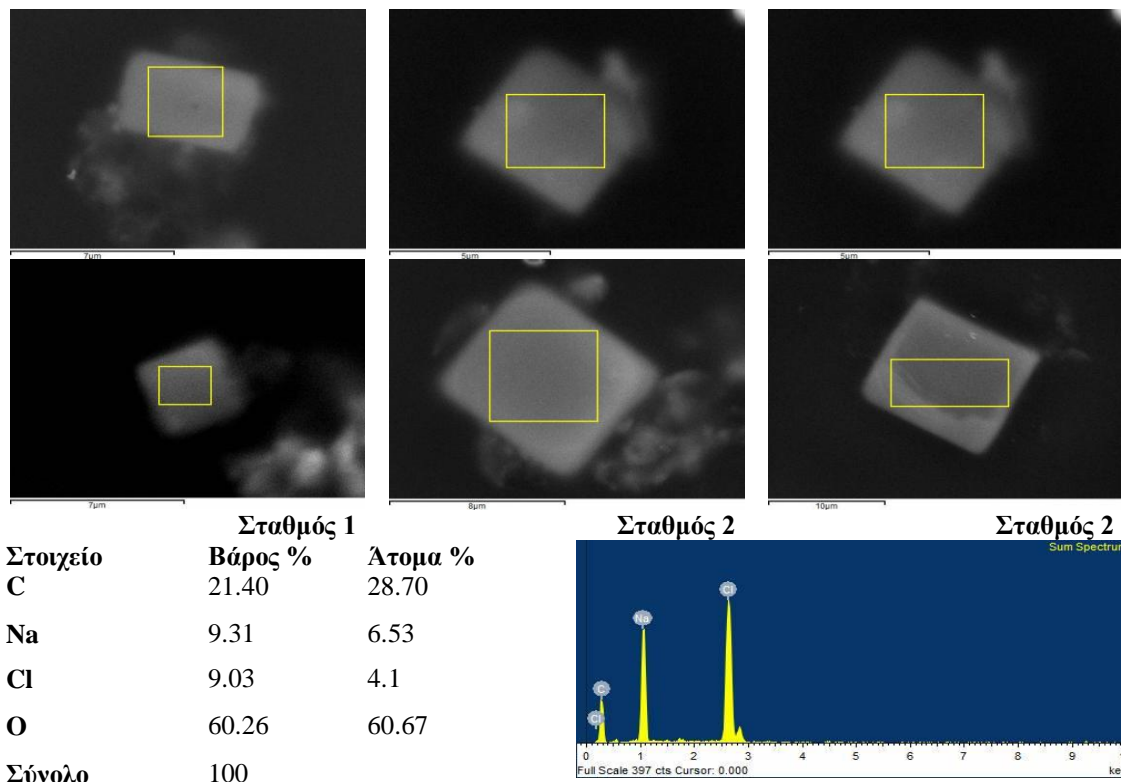 7μm 5μm 5μm
7μm 8μm 10μm
Σταθμός 1 Σταθμός 2 Σταθμός 2
Στοιχείο Βάρος % Άτομα %
C 21.40 28.70
Na 9.31 6.53
Cl 9.03 4.1
O 60.26 60.67
Σύνολο 100
Sum Spectrum
Cl
Na
C
Cl
0 1 2 3 4 5 6 7 8 9
Full Scale 397 cts Cursor: 0.000 ke